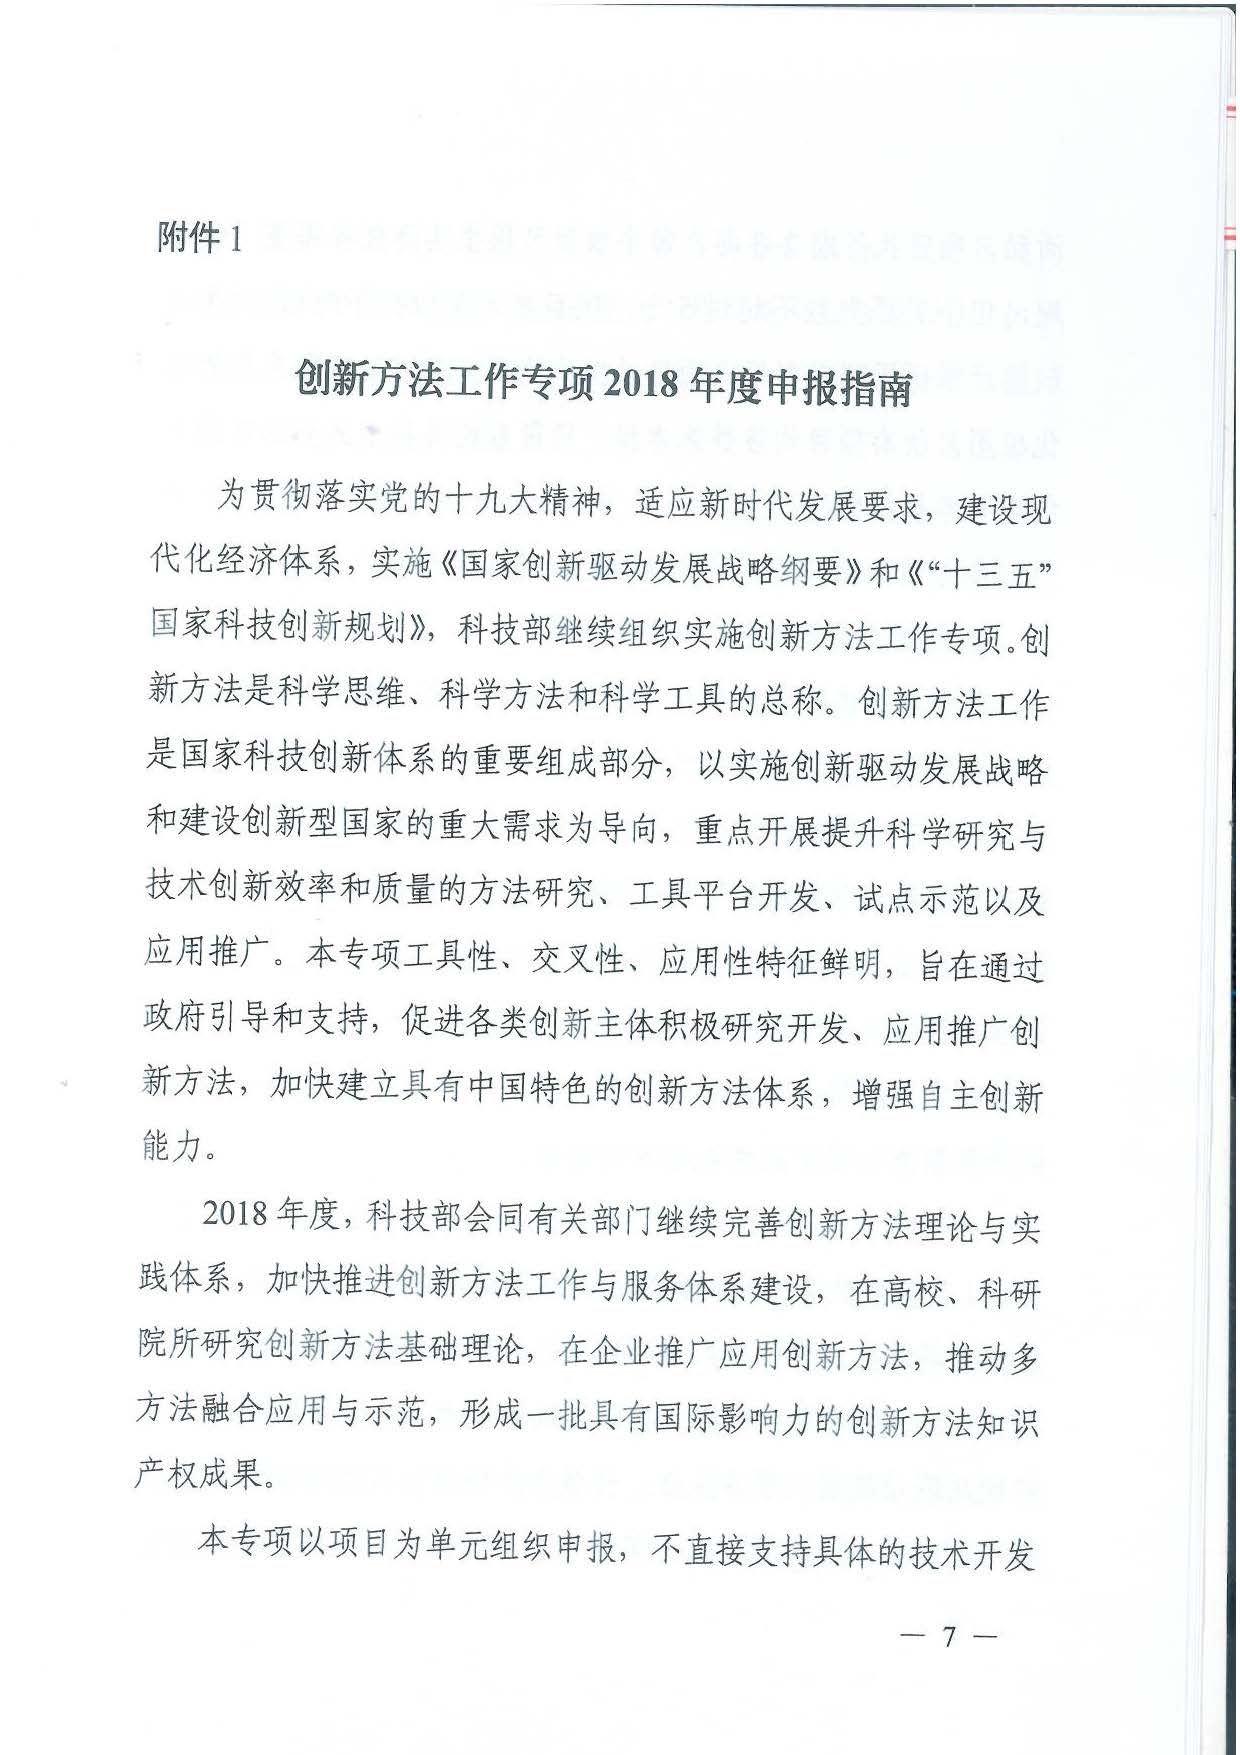 附件1
创新方法工作专项2018年度申报指南
为贯彻落实党的十九大精神，适应新时代发展要求，建设现
代化经济体系，实施《国家创新驱动发展战略纲要》和《“十三五”
国家科技创新规划》，科技部继续组织实施创新方法工作专项。创
新方法是科学思维、科学方法和科学工具的总称。创新方法工作
是国家科技创新体系的重要组成部分，以实施创新驱动发展战略
和建设创新型国家的重大需求为导向，重点开展提升科学研究与
技术创新效率和质量的方法研究、工具平台开发、试点示范以及
应用推广。本专项工具性、交叉性、应用性特征鲜明，旨在通过
政府引导和支持，促进各类创新主体积极研究开发、应用推广创
新方法，加快建立具有中国特色的创新方法体系，增强自主创新
能力。
2018年度，科技部会同有关部门继续完善创新方法理论与实
践体系，加快推进创新方法工作与服务体系建设，在高校、科研
院所研究创新方法基础理论，在企业推广应用创新方法，推动多
方法融合应用与示范，形成一批具有国际影响力的创新方法知识
产权成果。
本专项以项目为单元组织申报，不直接支持具体的技术开发
— 7 —